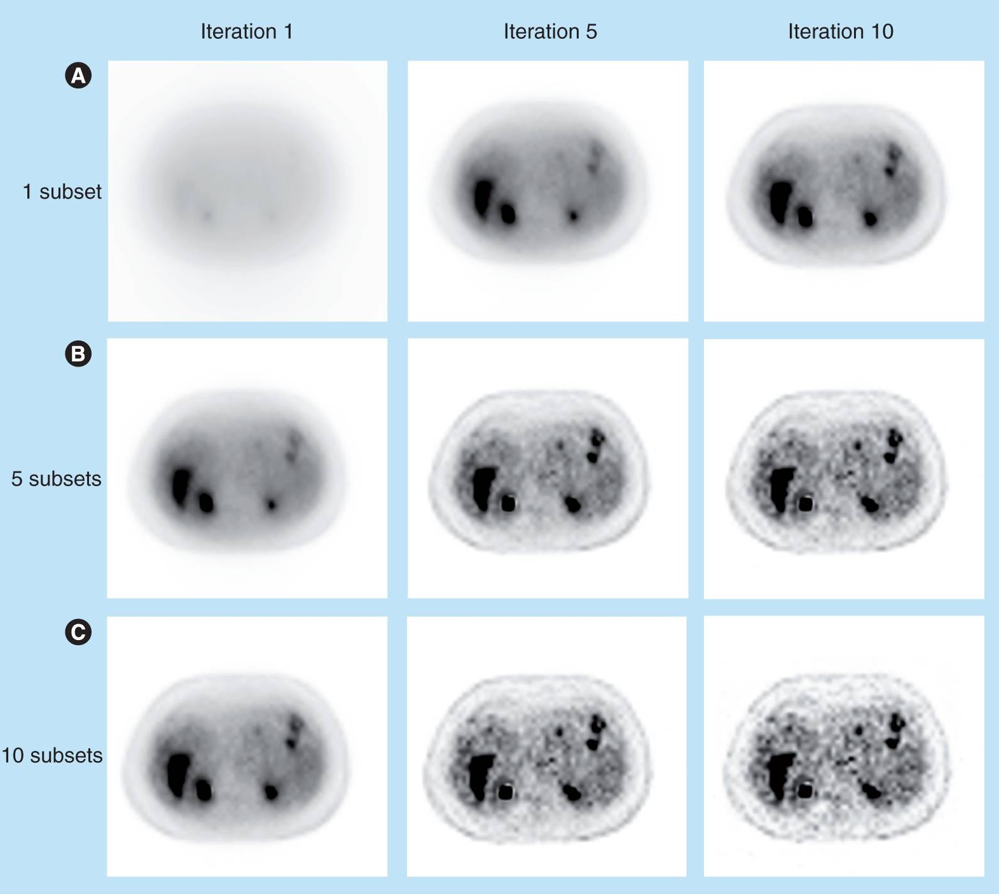 Iteration 1
Iteration 5
Iteration 10
A
1 subset
B
5 subsets
C
10 subsets